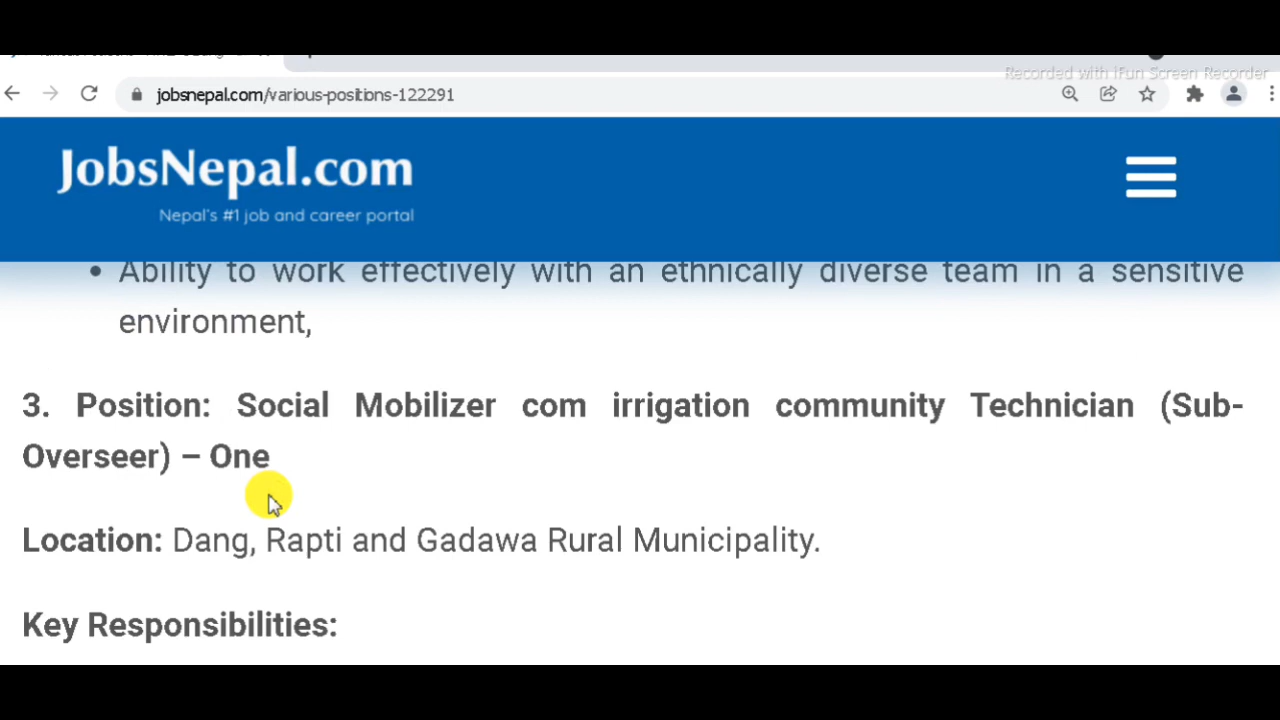 Recorded with iFun Screen Recorder
jobsnepal.com/various-positions-122291
JobsNepal.com
Nepal's #1 job and career portal
• Ability to work effectively with an ethnically diverse team in a sensitive
environment,
3. Position: Social Mobilizer com irrigation community Technician (Sub-
Overseer) – One
Location: Dang, Rapti and Gadawa Rural Municipality.
Key Responsibilities: